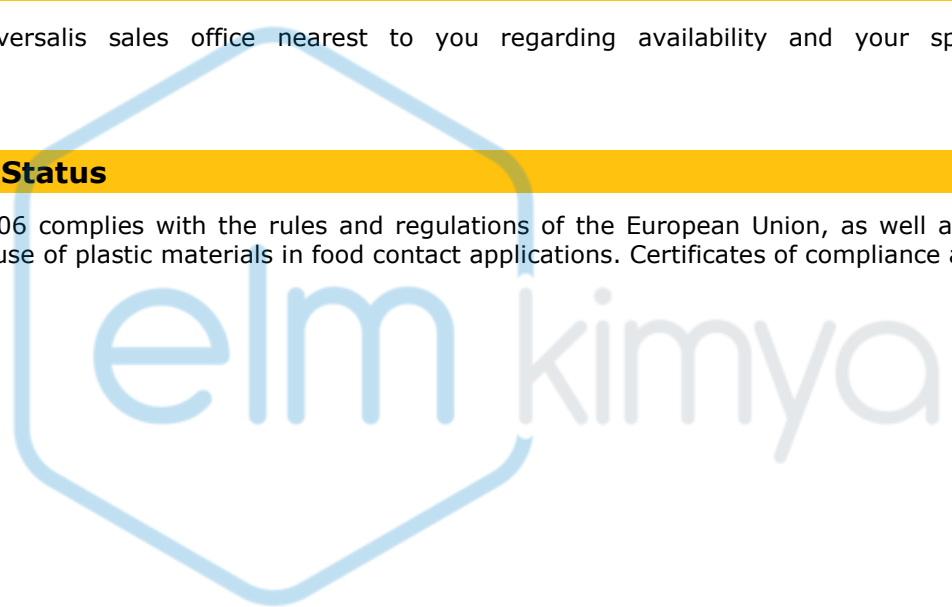 versalis sales office nearest to you regarding availability and your sp
Status
06 complies with the rules and regulations of the European Union, as well a
use of plastic materials in food contact applications. Certificates of compliance a
elm kimya